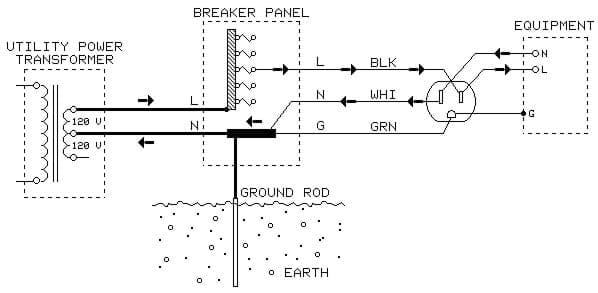 BREAKER PANEL
EQUIPMENT
UTILITY POWER
TRANSFORMER
N
L BLK
L
L
N WHI
120 V
G
N
G GRN
120 V
GROUND ROD
EARTH